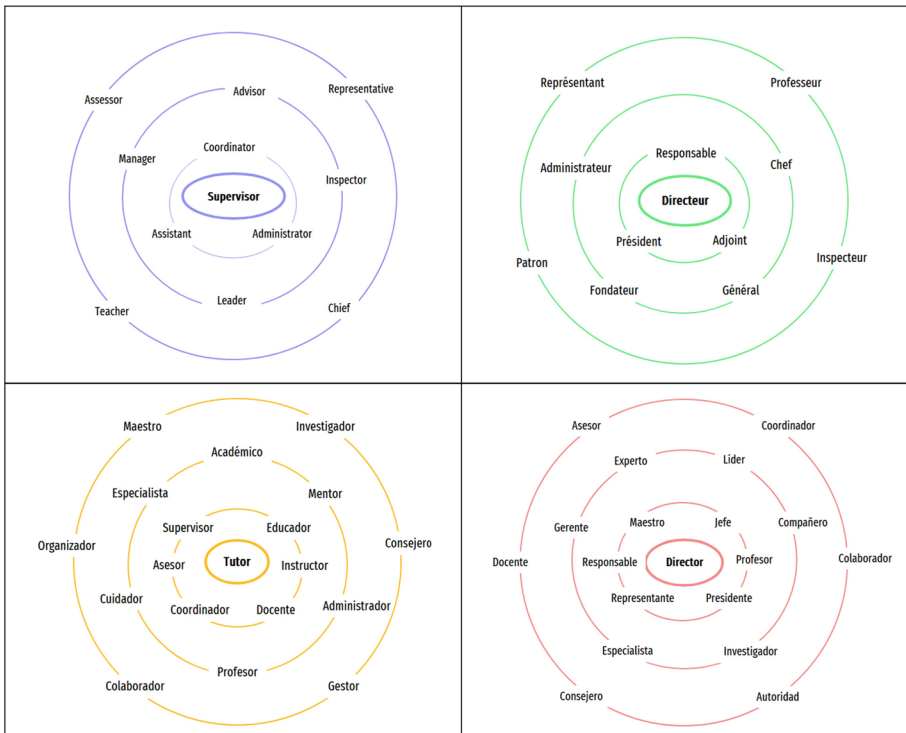 Assessor
Advisor
Representative
Manager
Coordinator
Inspector
Supervisor
Assistant
Administrator
Teacher
Leader
Chief
Représentant
Professeur
Administrateur
Responsable
Chef
Directeur
Président
Adjoint
Patron
Inspecteur
Fondateur
Général
Maestro
Investigador
Académico
Especialista
Mentor
Supervisor
Educador
Organizador
Consejero
Asesor
Tutor
Instructor
Cuidador
Coordinador
Docente
Administrador
Profesor
Colaborador
Gestor
Asesor
Coordinador
Experto
Líder
Gerente
Maestro
Jefe
Compañero
Docente
Responsable
Director
Profesor
Colaborador
Representante
Presidente
Especialista
Investigador
Consejero
Autoridad